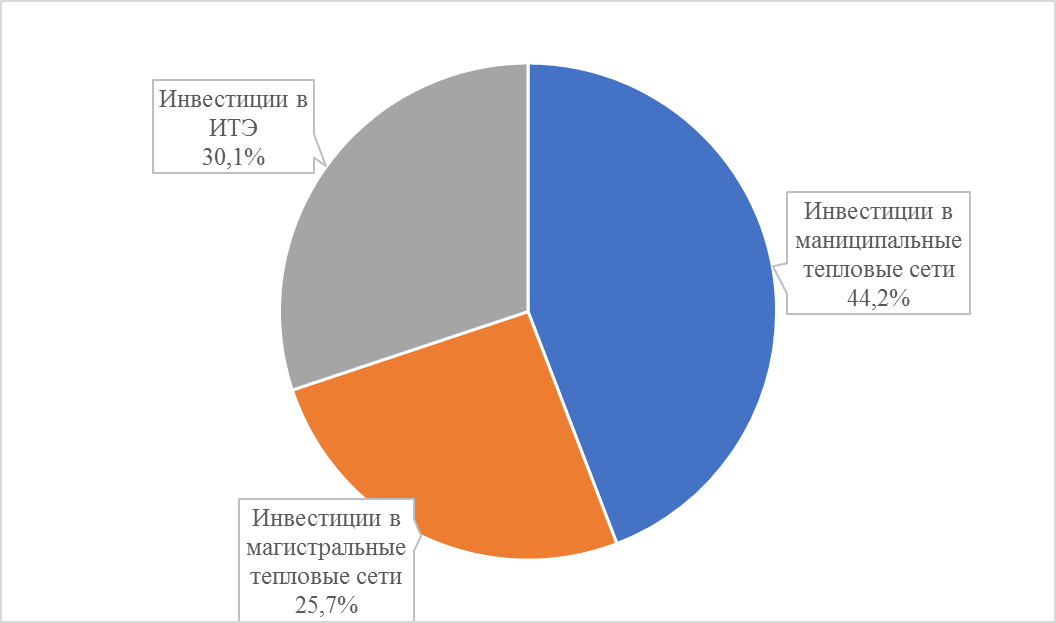 Инвестиции в
ИТЭ
30,1%
Инвестиции в
маниципальные
тепловые сети
44,2%
Инвестиции в
магистральные
тепловые сети
25,7%